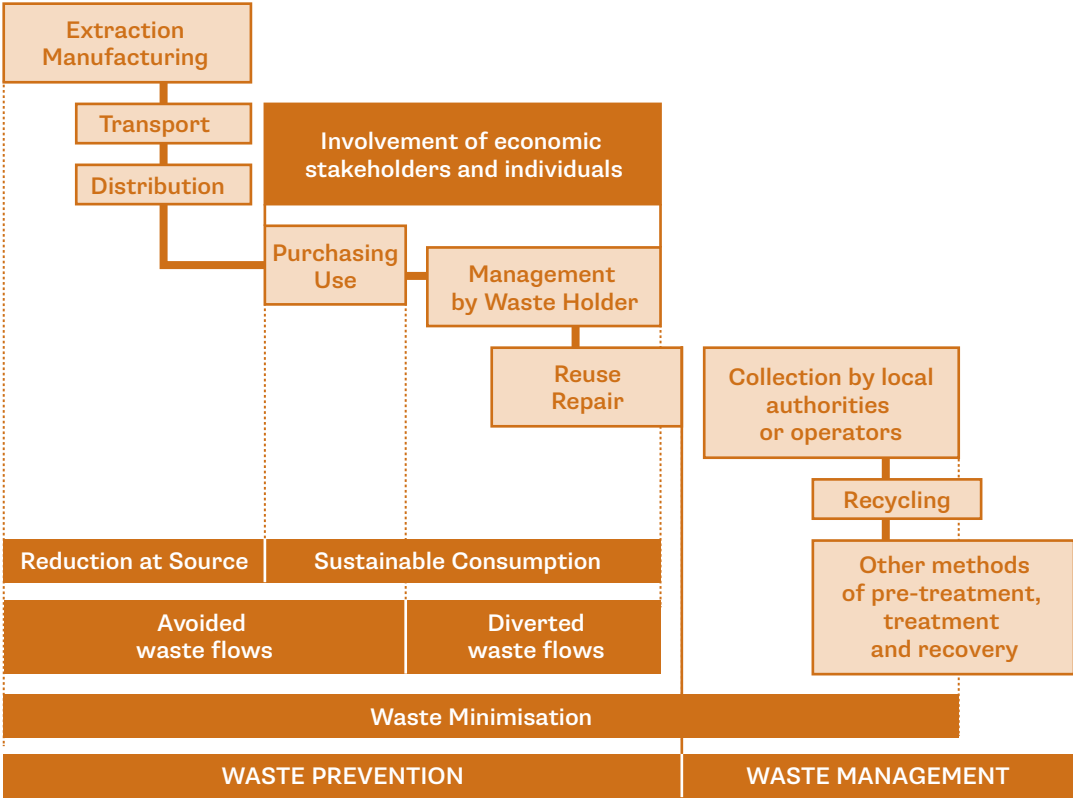 Extraction
Manufacturing
Transport
Distribution
Involvement of economic
stakeholders and individuals
Purchasing
Use
Management
by Waste Holder
Reuse
Repair
Collection by local
authorities
or operators
Recycling
Other methods
of pre-treatment,
treatment
and recovery
Reduction at Source
Sustainable Consumption
Avoided
waste flows
Diverted
waste flows
Waste Minimisation
WASTE PREVENTION
WASTE MANAGEMENT